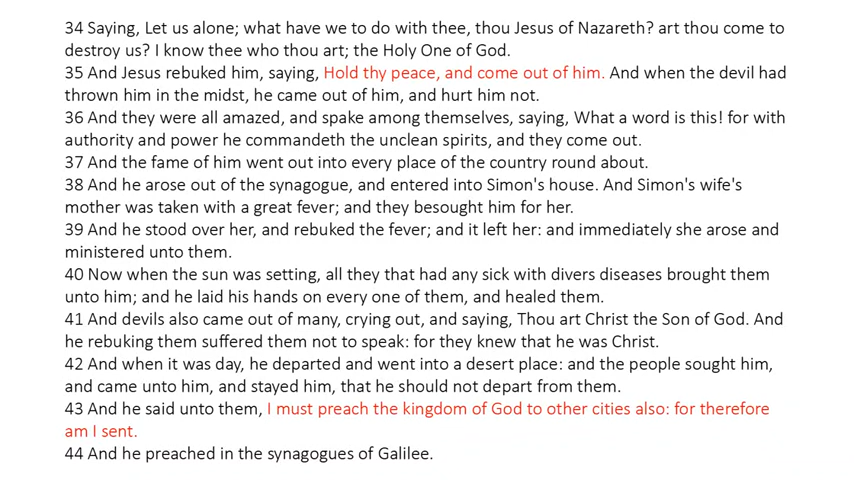 34 Saying, Let us alone; what have we to do with thee, thou Jesus of Nazareth? art thou come to
destroy us? I know thee who thou art; the Holy One of God.
35 And Jesus rebuked him, saying, Hold thy peace, and come out of him. And when the devil had
thrown him in the midst, he came out of him, and hurt him not.
36 And they were all amazed, and spake among themselves, saying, What a word is this! for with
authority and power he commandeth the unclean spirits, and they come out.
37 And the fame of him went out into every place of the country round about.
38 And he arose out of the synagogue, and entered into Simon's house. And Simon's wife's
mother was taken with a great fever; and they besought him for her.
39 And he stood over her, and rebuked the fever; and it left her: and immediately she arose and
ministered unto them.
40 Now when the sun was setting, all they that had any sick with divers diseases brought them
unto him; and he laid his hands on every one of them, and healed them.
41 And devils also came out of many, crying out, and saying, Thou art Christ the Son of God. And
he rebuking them suffered them not to speak: for they knew that he was Christ.
42 And when it was day, he departed and went into a desert place: and the people sought him,
and came unto him, and stayed him, that he should not depart from them.
43 And he said unto them, I must preach the kingdom of God to other cities also: for therefore
am I sent.
44 And he preached in the synagogues of Galilee.